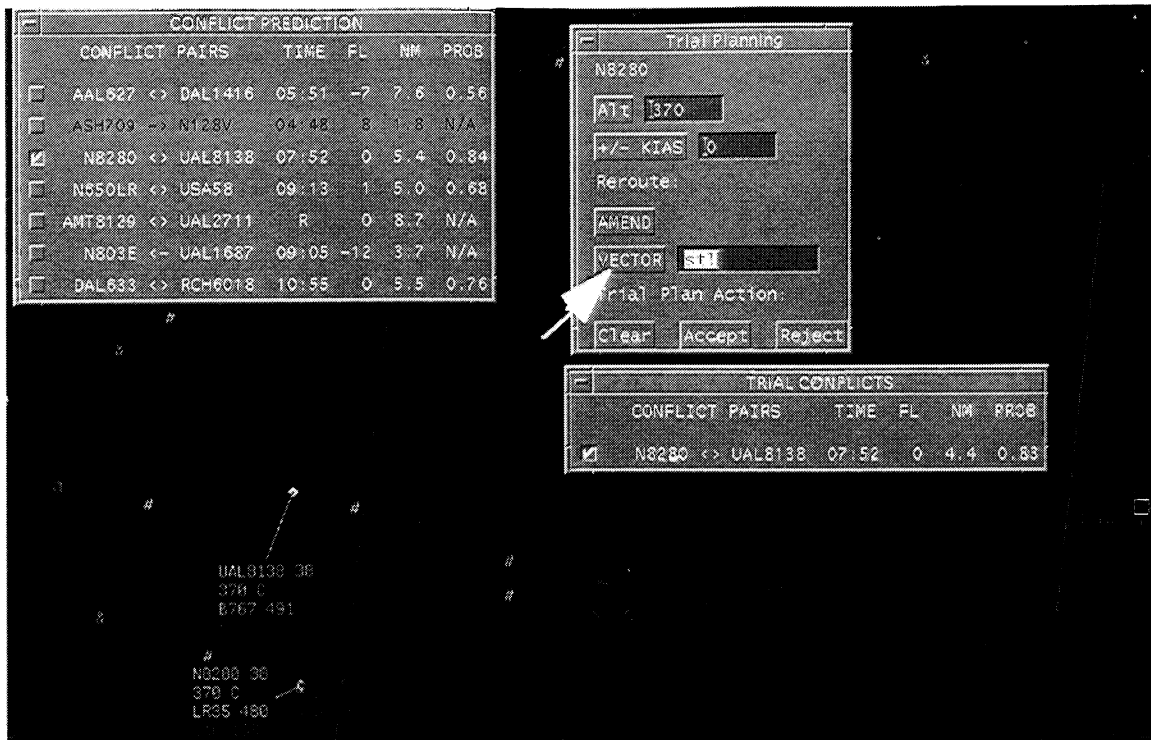 CONFLICT PREDICTION
CONFLICT PAIRS TIME FL NM PROB
AAL627 <> DAL1416 05:51 -7 7.6 0.56
ASH709 -> N128V 04:48 8 1.8 N/A
N8280 <> UAL8138 07:52 0 5.4 0.84
N650LR <> USA58 09:13 1 5.0 0.68
AMT8129 <> UAL2711 R 0 8.7 N/A
N803E <- UAL1687 09:05 -12 3.7 N/A
DAL633 <> RCH6018 10:55 0 5.5 0.76
Trial Planning
N8280
Alt 370
+/- KIAS 0
Reroute:
AMEND
VECTOR stl
Trial Plan Action:
Clear Accept Reject
TRIAL CONFLICTS
CONFLICT PAIRS TIME FL NM PROB
N8280 <> UAL8138 07:52 0 4.4 0.83
UAL8138 38
370 C
B767 491
N8280 38
370 C
LR35 480